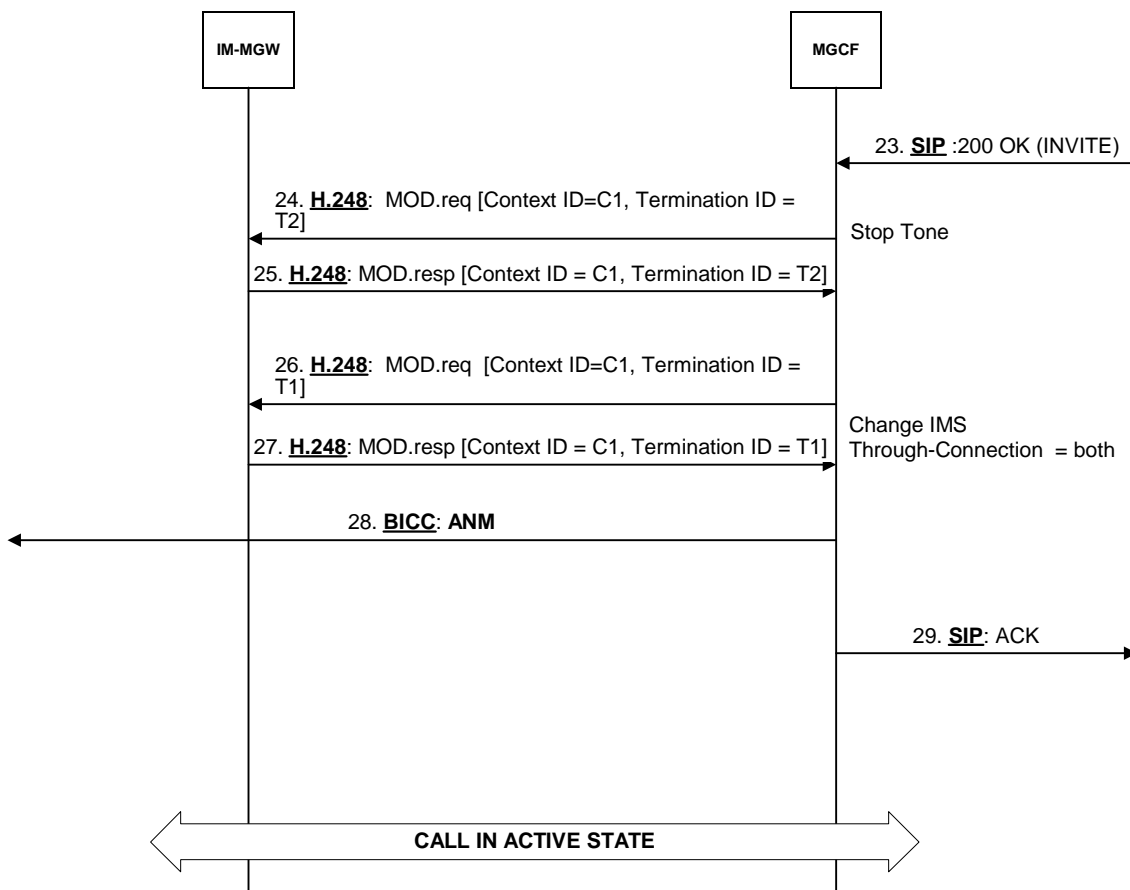 IM-MGW
MGCF
23. SIP :200 OK (INVITE)
24. H.248: MOD.req [Context ID=C1, Termination ID =
T2]
Stop Tone
25. H.248: MOD.resp [Context ID = C1, Termination ID = T2]
26. H.248: MOD.req [Context ID=C1, Termination ID =
T1]
Change IMS
Through-Connection = both
27. H.248: MOD.resp [Context ID = C1, Termination ID = T1]
28. BICC: ANM
29. SIP: ACK
CALL IN ACTIVE STATE